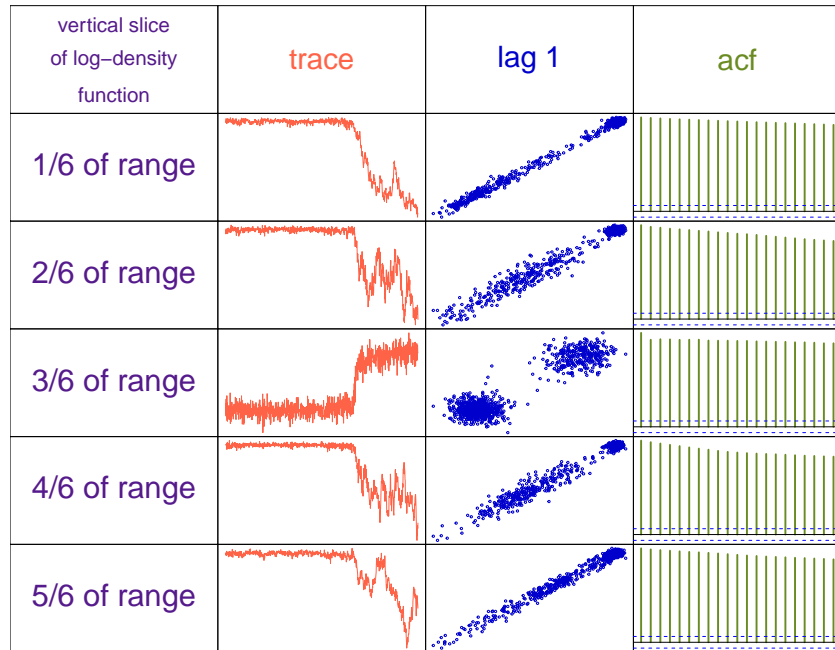 vertical slice
of log−density
function
trace
lag 1
acf
1/6 of range
2/6 of range
3/6 of range
4/6 of range
5/6 of range